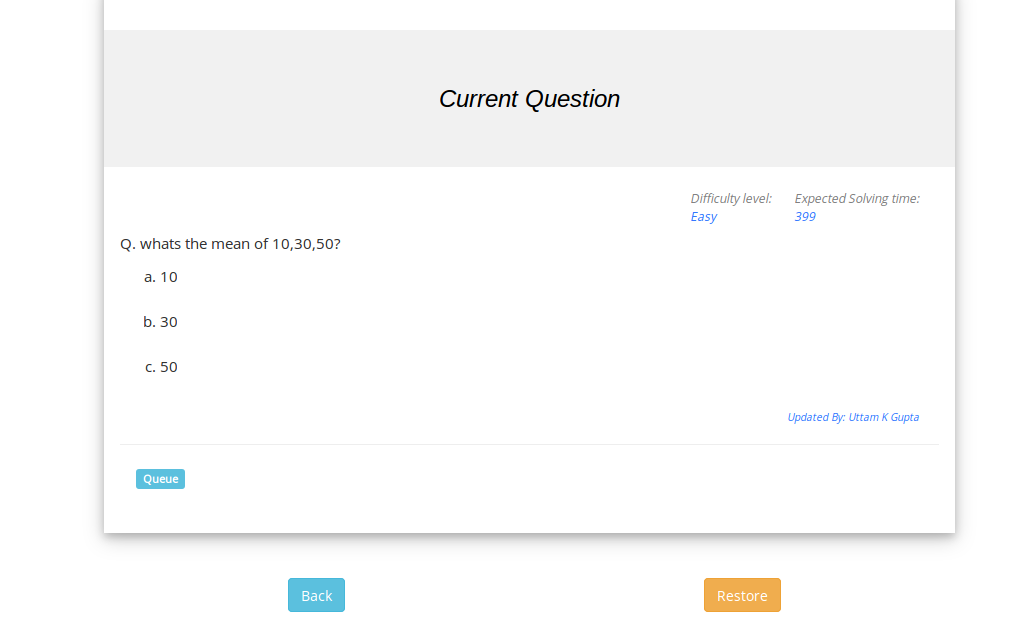 Current Question
Difficulty level: Expected Solving time:
Easy 399
Q. whats the mean of 10,30,50?
a. 10
b. 30
c. 50
Updated By: Uttam K Gupta
Queue
Back Restore